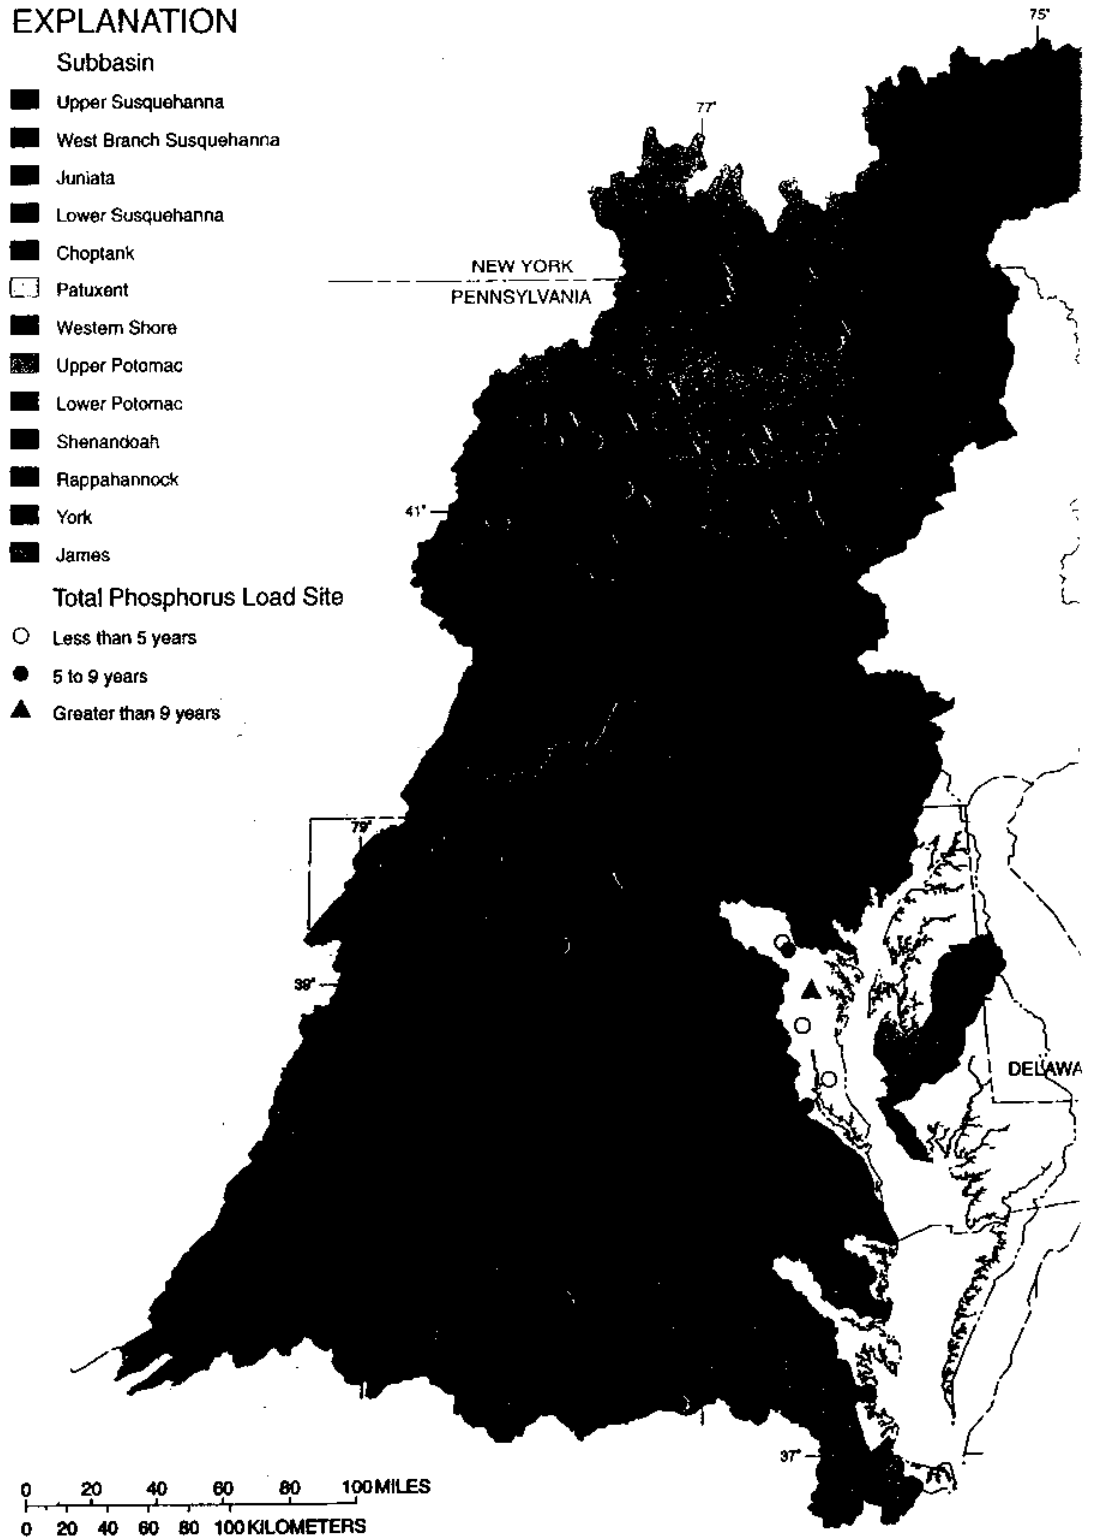 EXPLANATION
Subbasin
Upper Susquehanna
West Branch Susquehanna
Juniata
Lower Susquehanna
Choptank
Patuxent
Western Shore
Upper Potomac
Lower Potomac
Shenandoah
Rappahannock
York
James
Total Phosphorus Load Site
Less than 5 years
5 to 9 years
Greater than 9 years
75°
77°
NEW YORK
PENNSYLVANIA
41°
79°
39°
DELAWA
37°
0 20 40 60 80 100 MILES
0 20 40 60 80 100 KILOMETERS